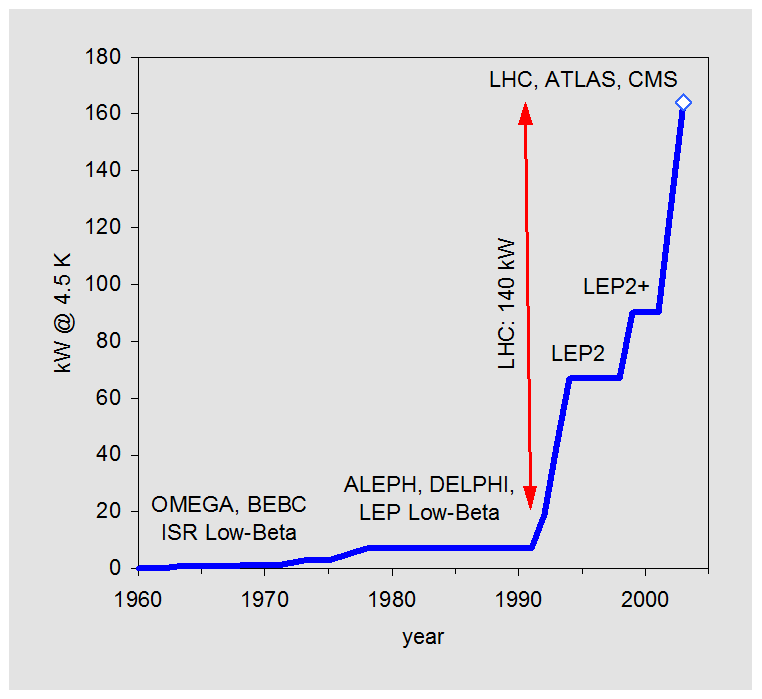 180
160
140
120
100
80
60
40
20
0
kW @ 4.5 K
LHC, ATLAS, CMS
LHC: 140 kW
LEP2+
LEP2
ALEPH, DELPHI,
LEP Low-Beta
OMEGA, BEBC
ISR Low-Beta
1960
1970
1980
1990
2000
year